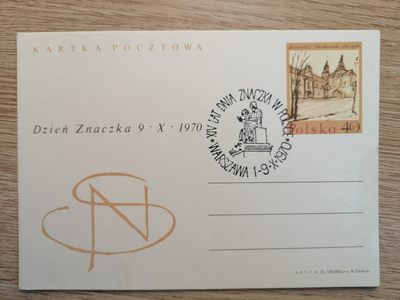 KARTKA POCZTOWA
Polska 40
Dzień Znaczka 9 · X · 1970
* XIV LAT DNIA ZNACZKA W POLSCE *
WARSZAWA 1-9·X·1970